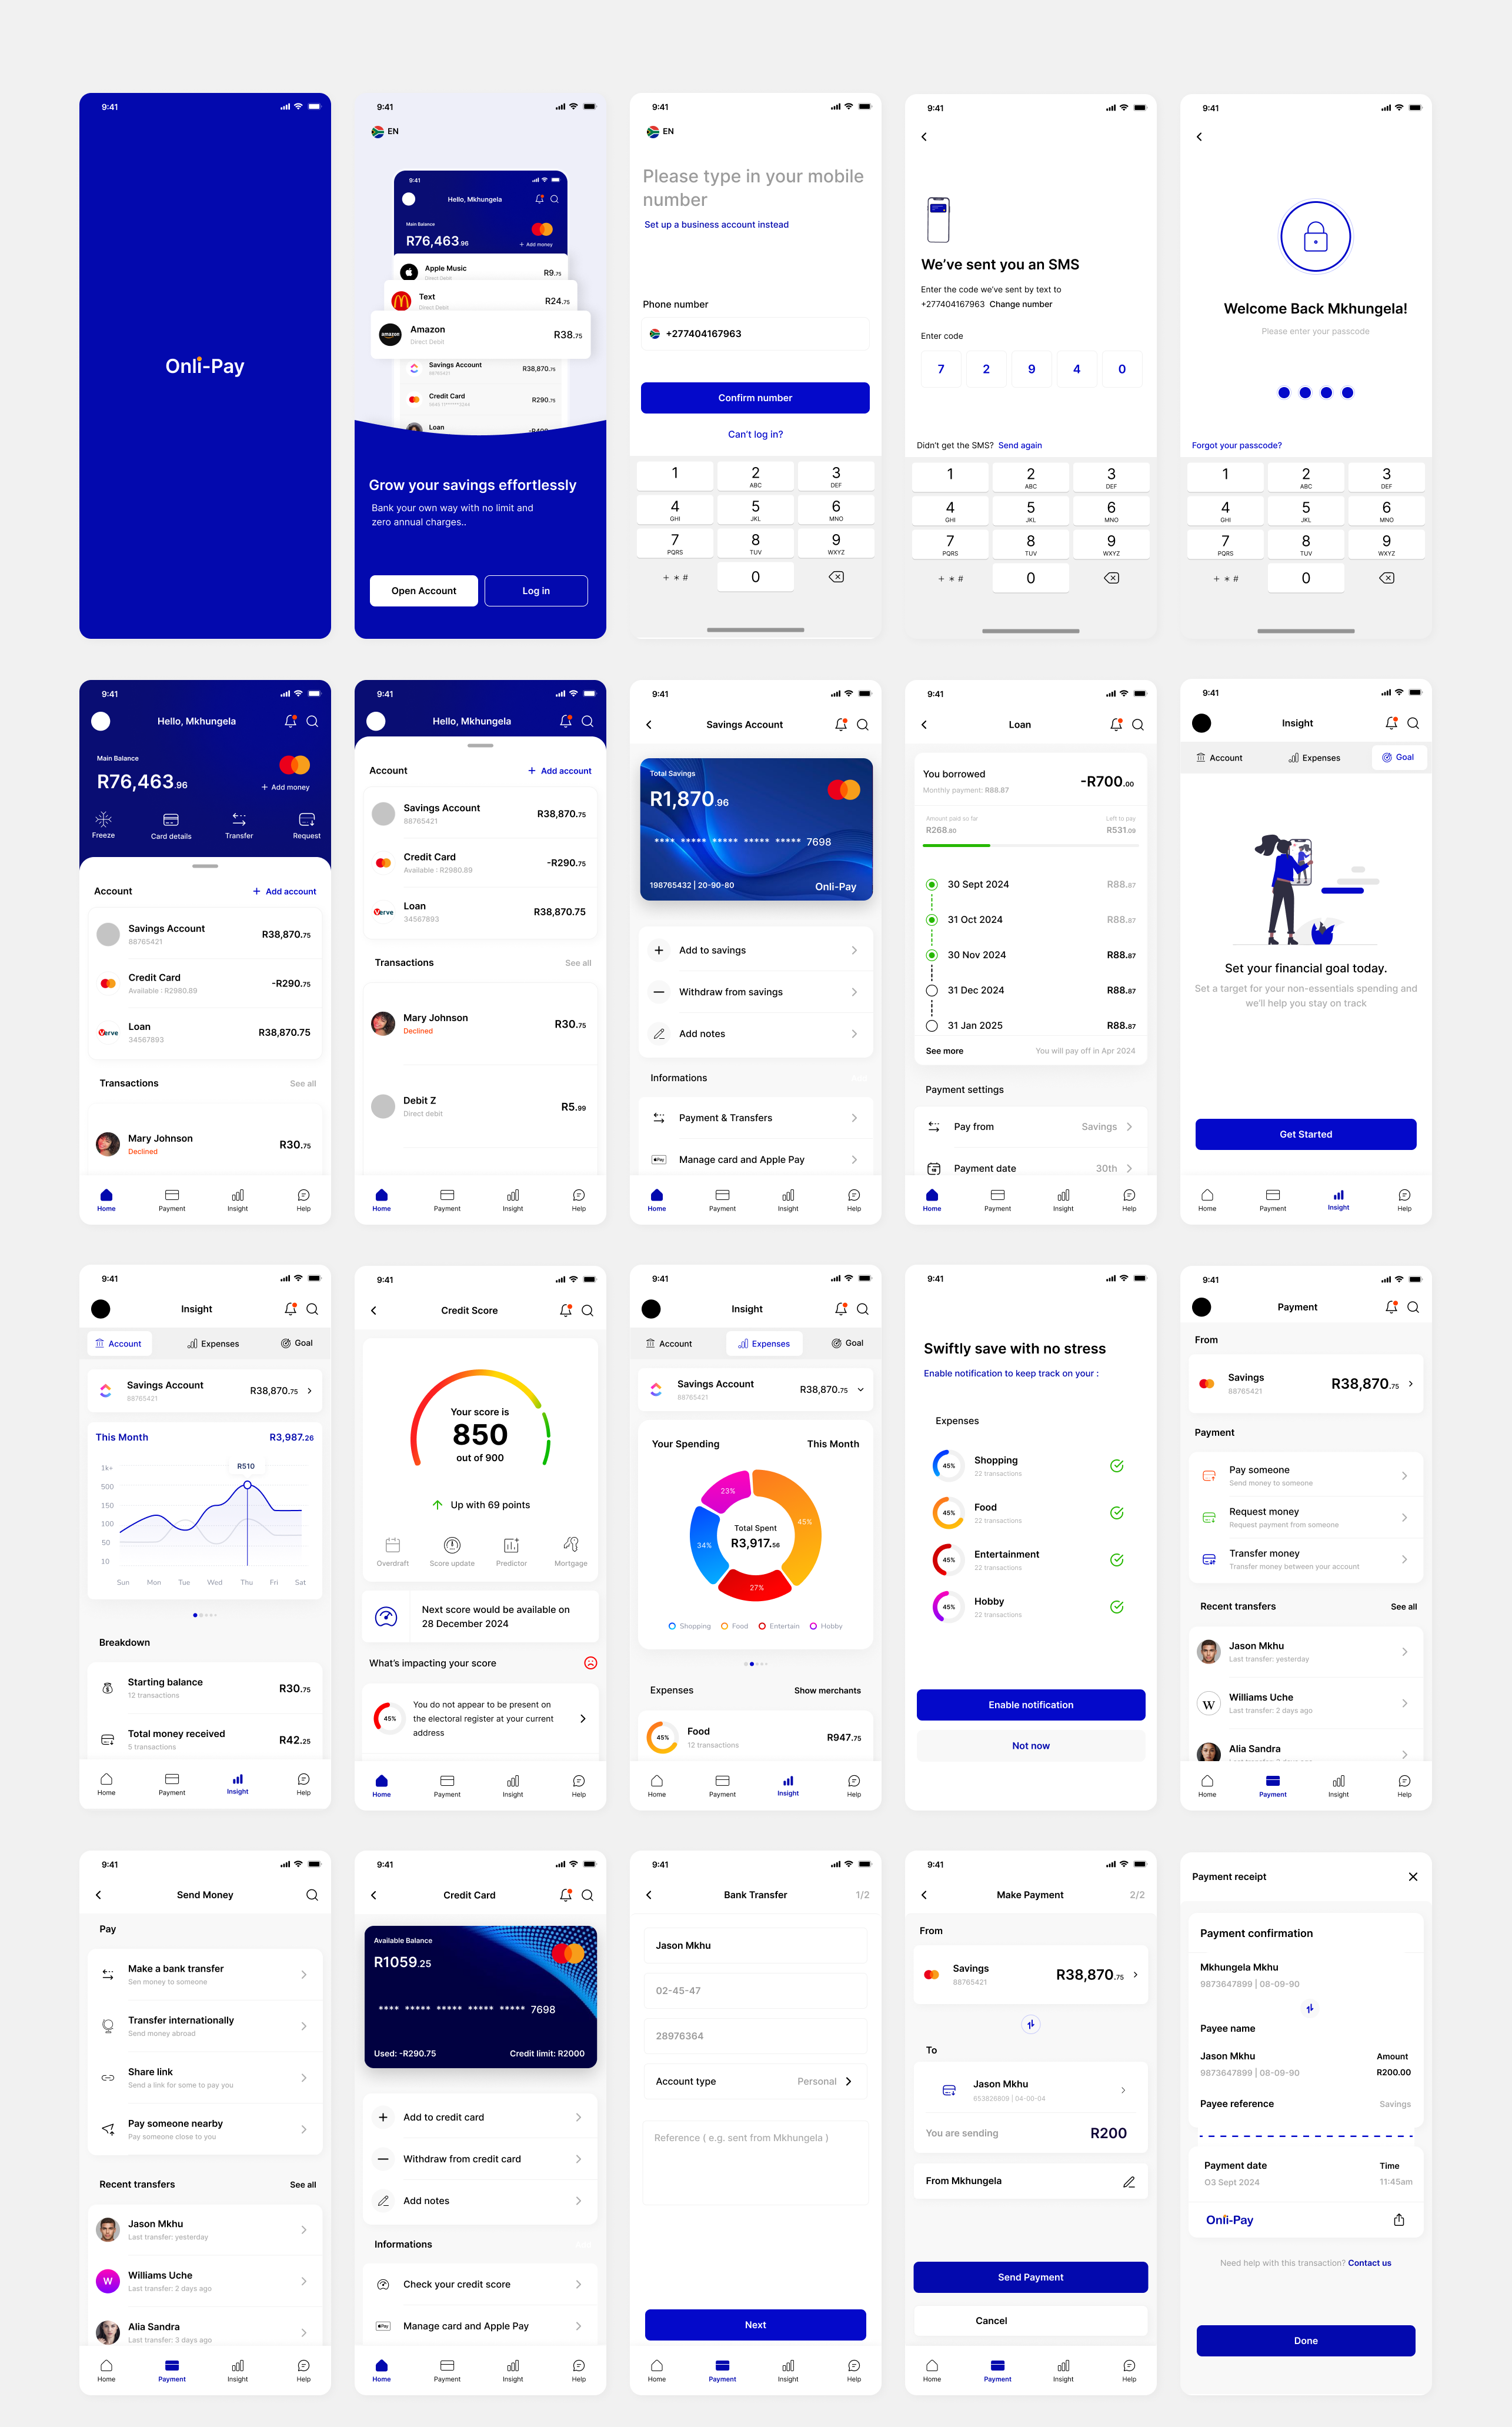 9:41
Onli-Pay
9:41
EN
9:41
Hello, Mkhungela
Main Balance
R76,463.96
+ Add money
Apple Music
Direct Debit
R9.75
Text
Direct Debit
R24.75
Amazon
Direct Debit
R38.75
Savings Account
88765421
R38,870.75
Credit Card
R290.75
Loan
Grow your savings effortlessly
Bank your own way with no limit and
zero annual charges..
Open Account
Log in
9:41
EN
Please type in your mobile
number
Set up a business account instead
Phone number
+277404167963
Confirm number
Can't log in?
1
2
ABC
3
DEF
4
GHI
5
JKL
6
MNO
7
PQRS
8
TUV
9
WXYZ
+ * #
0
9:41
We've sent you an SMS
Enter the code we've sent by text to
+277404167963 Change number
Enter code
7 2 9 4 0
Didn't get the SMS? Send again
1
2
ABC
3
DEF
4
GHI
5
JKL
6
MNO
7
PQRS
8
TUV
9
WXYZ
+ * #
0
9:41
Welcome Back Mkhungela!
Please enter your passcode
Forgot your passcode?
1
2
ABC
3
DEF
4
GHI
5
JKL
6
MNO
7
PQRS
8
TUV
9
WXYZ
+ * #
0
9:41
Hello, Mkhungela
Main Balance
R76,463.96
+ Add money
Freeze
Card details
Transfer
Request
Account
+ Add account
Savings Account
88765421
R38,870.75
Credit Card
Available : R2980.89
-R290.75
Verve
Loan
34567893
R38,870.75
Transactions
See all
Mary Johnson
Declined
R30.75
Home
Payment
Insight
Help
9:41
Hello, Mkhungela
Account
+ Add account
Savings Account
88765421
R38,870.75
Credit Card
Available : R2980.89
-R290.75
Verve
Loan
34567893
R38,870.75
Transactions
See all
Mary Johnson
Declined
R30.75
Debit Z
Direct debit
R5.99
Home
Payment
Insight
Help
9:41
Savings Account
Total Savings
R1,870.96
**** ***** ***** ***** ***** 7698
198765432 | 20-90-80
Onli-Pay
Add to savings
Withdraw from savings
Add notes
Informations
Payment & Transfers
Manage card and Apple Pay
Home
Payment
Insight
Help
9:41
Loan
You borrowed
Monthly payment: R88.87
-R700.00
Amount paid so far
R268.80
Left to pay
R531.09
30 Sept 2024
R88.87
31 Oct 2024
R88.87
30 Nov 2024
R88.87
31 Dec 2024
R88.87
31 Jan 2025
R88.87
See more
You will pay off in Apr 2024
Payment settings
Pay from
Savings
Payment date
30th
Home
Payment
Insight
Help
9:41
Insight
Account
Expenses
Goal
Set your financial goal today.
Set a target for your non-essentials spending and
we'll help you stay on track
Get Started
Home
Payment
Insight
Help
9:41
Insight
Account
Expenses
Goal
Savings Account
88765421
R38,870.75
This Month
R3,987.26
R510
1k+
500
150
100
50
10
Sun Mon Tue Wed Thu Fri Sat
Breakdown
Starting balance
12 transactions
R30.75
Total money received
5 transactions
R42.25
Home
Payment
Insight
Help
9:41
Credit Score
Your score is
850
out of 900
Up with 69 points
Overdraft
Score update
Predictor
Mortgage
Next score would be available on
28 December 2024
What's impacting your score
45%
You do not appear to be present on
the electoral register at your current
address
Home
Payment
Insight
Help
9:41
Insight
Account
Expenses
Goal
Savings Account
88765421
R38,870.75
Your Spending
This Month
23%
45%
34%
27%
Total Spent
R3,917.56
Shopping
Food
Entertain
Hobby
Expenses
Show merchants
45%
Food
12 transactions
R947.75
Home
Payment
Insight
Help
9:41
Swiftly save with no stress
Enable notification to keep track on your :
Expenses
45%
Shopping
22 transactions
45%
Food
22 transactions
45%
Entertainment
22 transactions
45%
Hobby
22 transactions
Enable notification
Not now
9:41
Payment
From
Savings
88765421
R38,870.75
Payment
Pay someone
Send money to someone
Request money
Request payment from someone
Transfer money
Transfer money between your account
Recent transfers
See all
Jason Mkhu
Last transfer: yesterday
W
Williams Uche
Last transfer: 2 days ago
Alia Sandra
Home
Payment
Insight
Help
9:41
Send Money
Pay
Make a bank transfer
Sen money to someone
Transfer internationally
Send money abroad
Share link
Send a link for some to pay you
Pay someone nearby
Pay someone close to you
Recent transfers
See all
Jason Mkhu
Last transfer: yesterday
W
Williams Uche
Last transfer: 2 days ago
Alia Sandra
Last transfer: 3 days ago
Home
Payment
Insight
Help
9:41
Credit Card
Available Balance
R1059.25
**** ***** ***** ***** ***** ***** 7698
Used: -R290.75
Credit limit: R2000
Add to credit card
Withdraw from credit card
Add notes
Informations
Check your credit score
Manage card and Apple Pay
Home
Payment
Insight
Help
9:41
Bank Transfer
1/2
Jason Mkhu
02-45-47
28976364
Account type
Personal
Reference ( e.g. sent from Mkhungela )
Next
Home
Payment
Insight
Help
9:41
Make Payment
2/2
From
Savings
88765421
R38,870.75
To
Jason Mkhu
653826809 | 04-00-04
You are sending
R200
From Mkhungela
Send Payment
Cancel
Home
Payment
Insight
Help
Payment receipt
Payment confirmation
Mkhungela Mkhu
9873647899 | 08-09-90
Payee name
Jason Mkhu
9873647899 | 08-09-90
Amount
R200.00
Payee reference
Savings
Payment date
O3 Sept 2024
Time
11:45am
Onli-Pay
Need help with this transaction? Contact us
Done